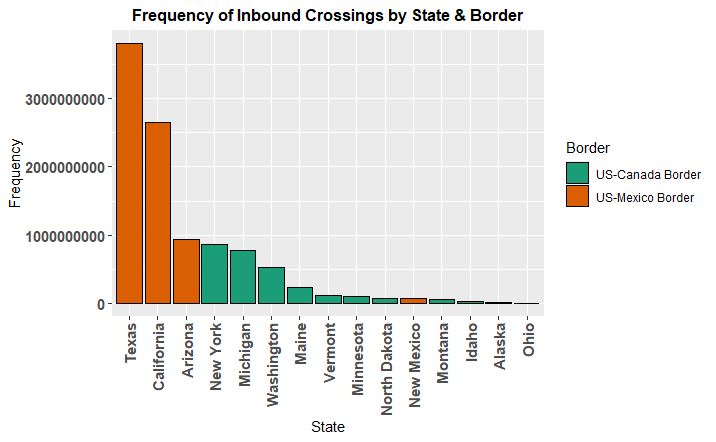 Frequency of Inbound Crossings by State & Border
Frequency
3000000000
2000000000
1000000000
0
Texas
California
Arizona
New York
Michigan
Washington
Maine
Vermont
Minnesota
North Dakota
New Mexico
Montana
Idaho
Alaska
Ohio
State
Border
US-Canada Border
US-Mexico Border